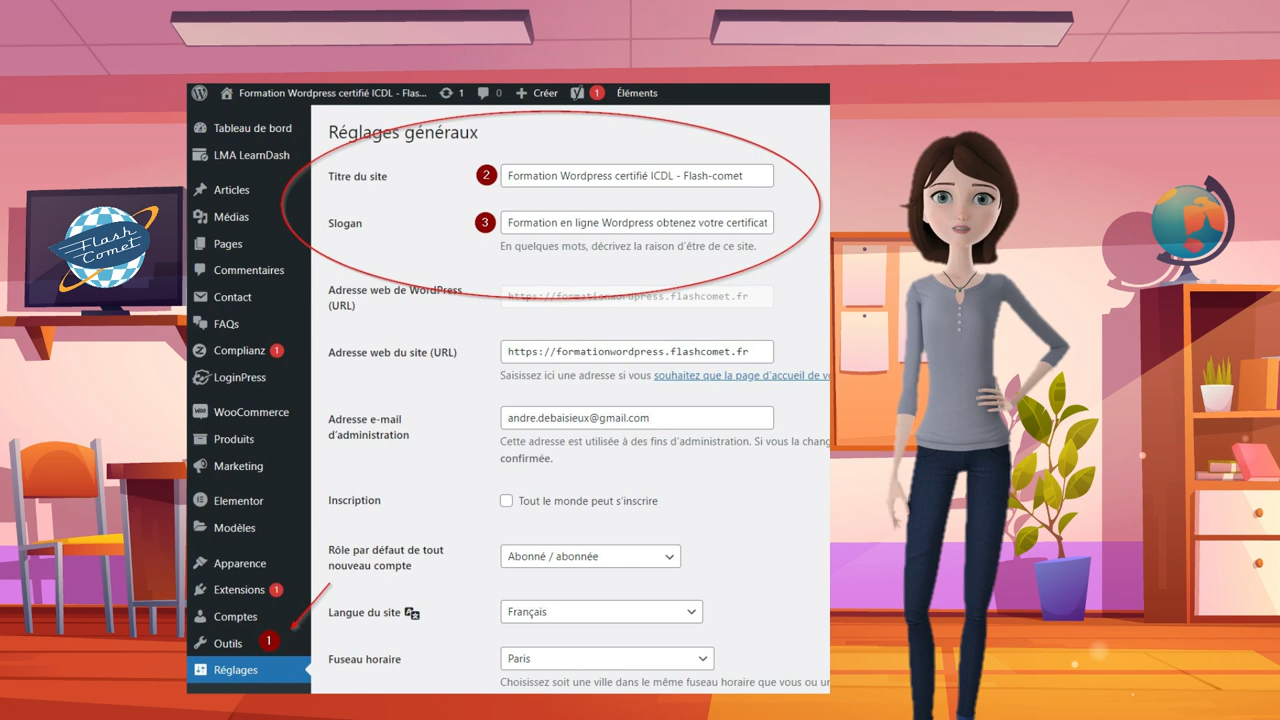 Formation Wordpress certifié ICDL - Flas...
1
0
Créer
1
Éléments
Tableau de bord
LMA LearnDash
Articles
Médias
Pages
Commentaires
Contact
FAQs
Complianz 1
LoginPress
WooCommerce
Produits
Marketing
Elementor
Modèles
Apparence
Extensions 1
Comptes
Outils 1
Réglages
Réglages généraux
Titre du site
2 Formation Wordpress certifié ICDL - Flash-comet
Slogan
3 Formation en ligne Wordpress obtenez votre certificat
En quelques mots, décrivez la raison d'être de ce site.
Adresse web de WordPress
(URL)
https://formationwordpress.flashcomet.fr
Adresse web du site (URL)
https://formationwordpress.flashcomet.fr
Saisissez ici une adresse si vous souhaitez que la page d'accueil de v
Adresse e-mail
d'administration
andre.debaisieux@gmail.com
Cette adresse est utilisée à des fins d'administration. Si vous la chang
confirmée.
Inscription
Tout le monde peut s'inscrire
Rôle par défaut de tout
nouveau compte
Abonné / abonnée
Langue du site
Français
Fuseau horaire
Paris
Choisissez soit une ville dans le même fuseau horaire que vous ou un
Flash
Comet
WOO